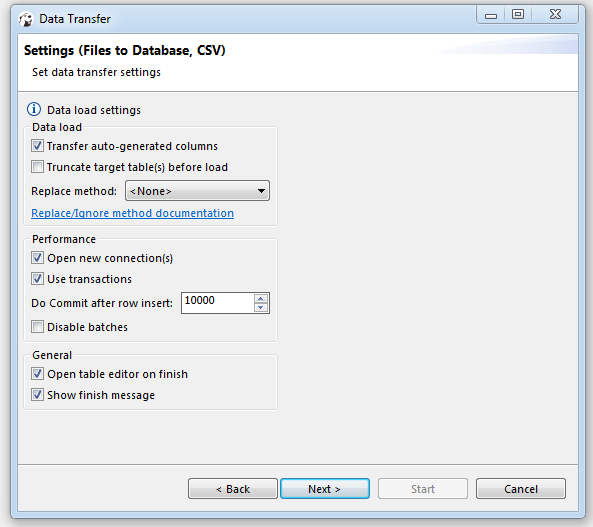 Data Transfer
Settings (Files to Database, CSV)
Set data transfer settings
Data load settings
Data load
Transfer auto-generated columns
Truncate target table(s) before load
Replace method: <None>
Replace/Ignore method documentation
Performance
Open new connection(s)
Use transactions
Do Commit after row insert: 10000
Disable batches
General
Open table editor on finish
Show finish message
< Back Next > Start Cancel